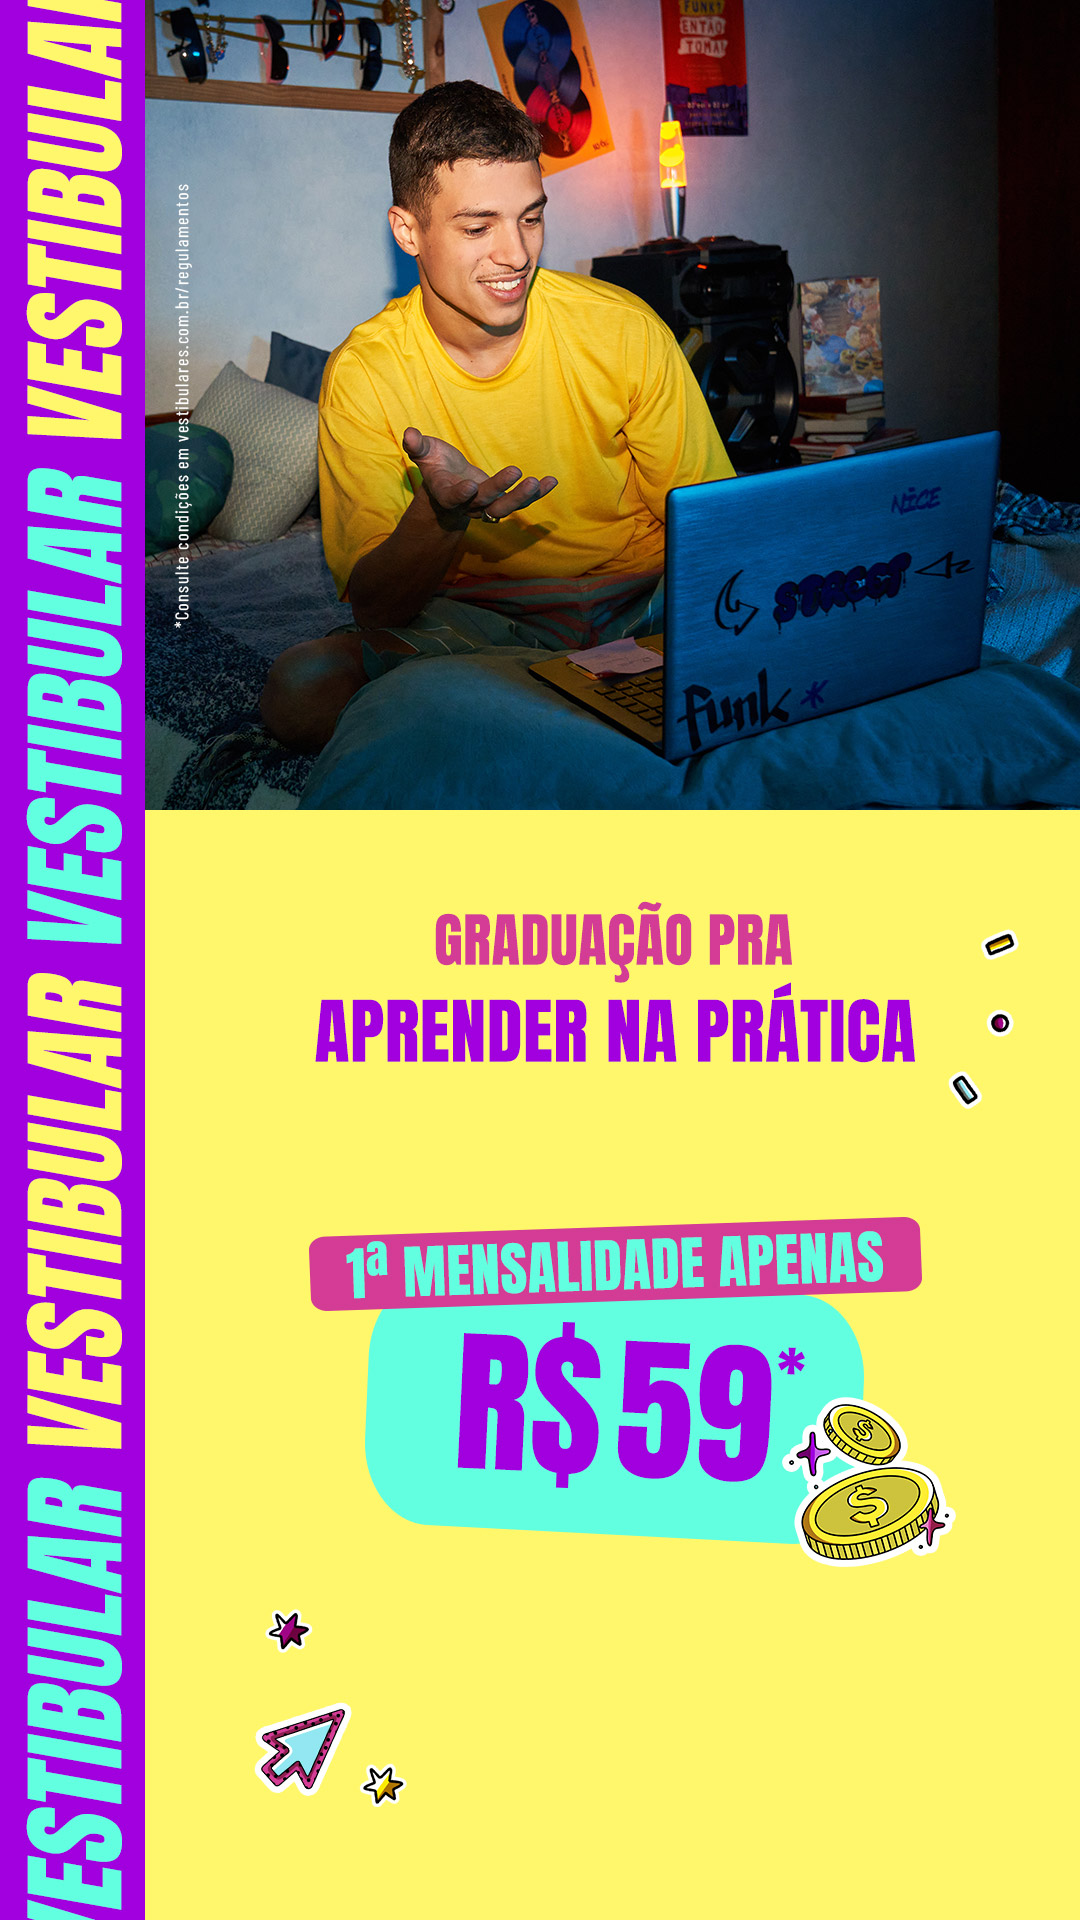 VESTIBULAR VESTIBULAR VESTIBULAR VESTIBULAR
*Consulte condições em vestibulares.com.br/regulamentos
FUNK?
ENTÃO
TOMA!
NICE
STREET
funk *
GRADUAÇÃO PRA
APRENDER NA PRÁTICA
1ª MENSALIDADE APENAS
R$ 59*
$
$